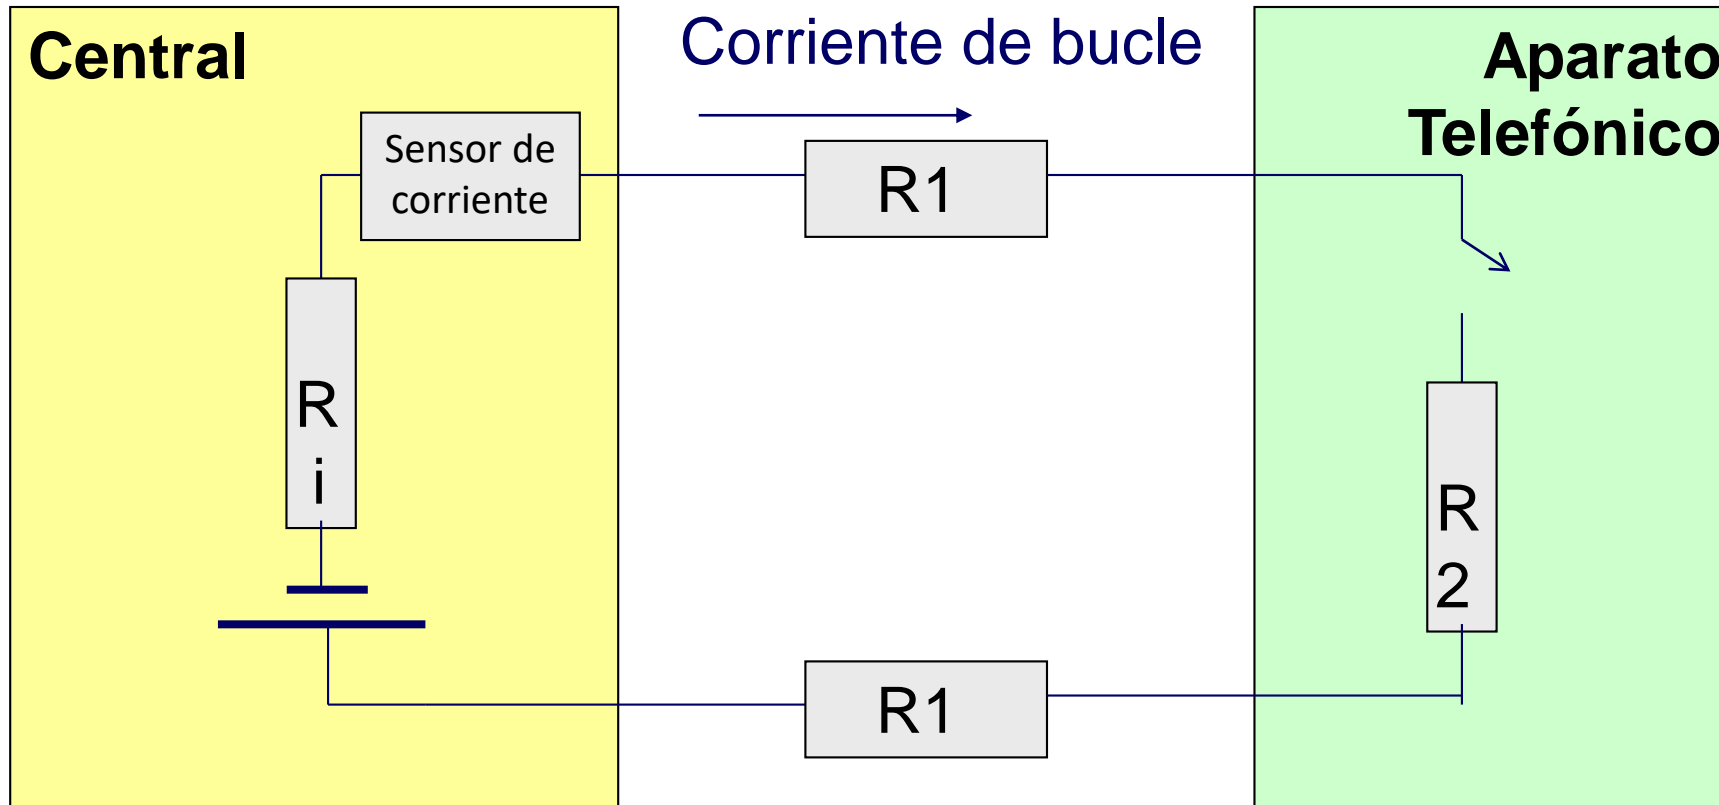 Central
Corriente de bucle
Aparato
Telefónico
Sensor de
corriente
R1
R
i
R
2
R1